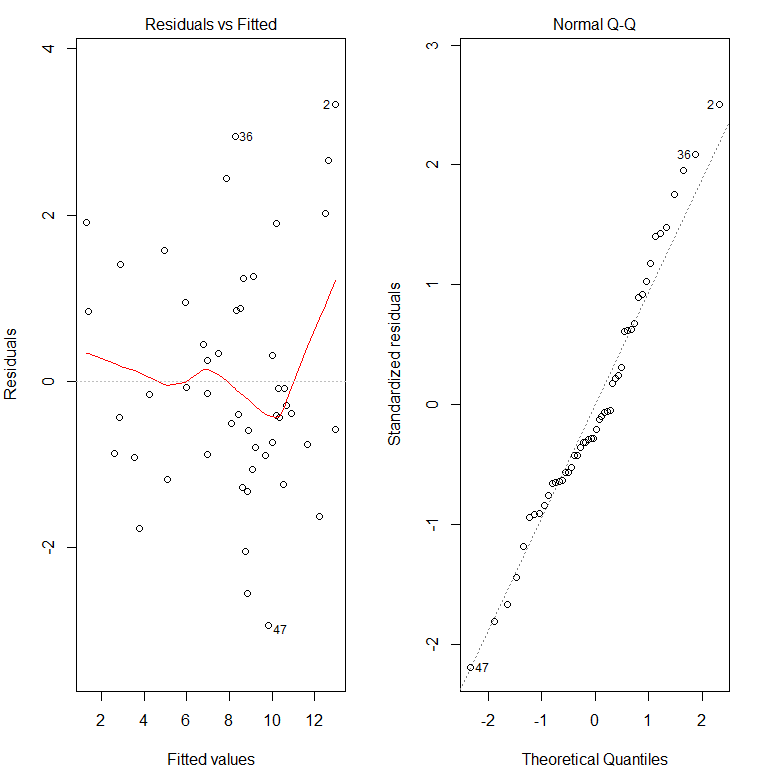 Residuals vs Fitted
Residuals
4
2
0
-2
2
36
47
2 4 6 8 10 12
Fitted values
Normal Q-Q
Standardized residuals
3
2
1
0
-1
-2
2
36
47
-2 -1 0 1 2
Theoretical Quantiles